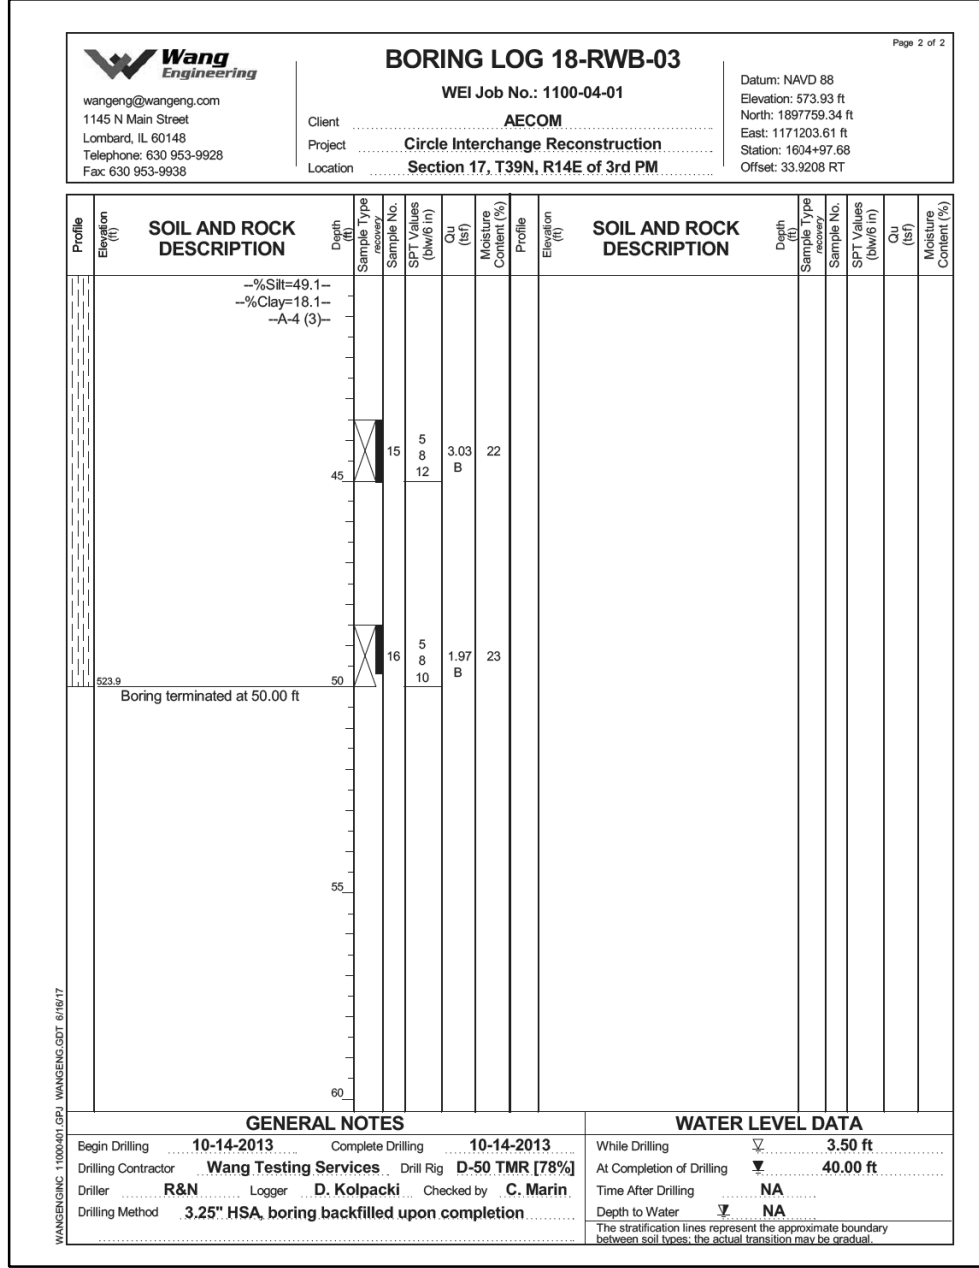 Page 2 of 2
Wang
Engineering
wangeng@wangeng.com
1145 N Main Street
Lombard, IL 60148
Telephone: 630 953-9928
Fax: 630 953-9938
BORING LOG 18-RWB-03
WEI Job No.: 1100-04-01
Client AECOM
Project Circle Interchange Reconstruction
Location Section 17, T39N, R14E of 3rd PM
Datum: NAVD 88
Elevation: 573.93 ft
North: 1897759.34 ft
East: 1171203.61 ft
Station: 1604+97.68
Offset: 33.9208 RT
Profile
Elevation
(ft)
SOIL AND ROCK
DESCRIPTION
Depth
(ft)
Sample Type
recovery
Sample No.
SPT Values
(blw/6 in)
Qu
(tsf)
Moisture
Content (%)
Profile
Elevation
(ft)
SOIL AND ROCK
DESCRIPTION
Depth
(ft)
Sample Type
recovery
Sample No.
SPT Values
(blw/6 in)
Qu
(tsf)
Moisture
Content (%)
--%Silt=49.1--
--%Clay=18.1--
--A-4 (3)--
5
15 8 3.03 22
12 B
45
5
16 8 1.97 23
10 B
523.9 50
Boring terminated at 50.00 ft
55
60
WANGENGINC 11000401.GPJ WANGENG.GDT 6/16/17
GENERAL NOTES
Begin Drilling 10-14-2013 Complete Drilling 10-14-2013
Drilling Contractor Wang Testing Services Drill Rig D-50 TMR [78%]
Driller R&N Logger D. Kolpacki Checked by C. Marin
Drilling Method 3.25" HSA, boring backfilled upon completion
WATER LEVEL DATA
While Drilling 3.50 ft
At Completion of Drilling 40.00 ft
Time After Drilling NA
Depth to Water NA
The stratification lines represent the approximate boundary
between soil types; the actual transition may be gradual.